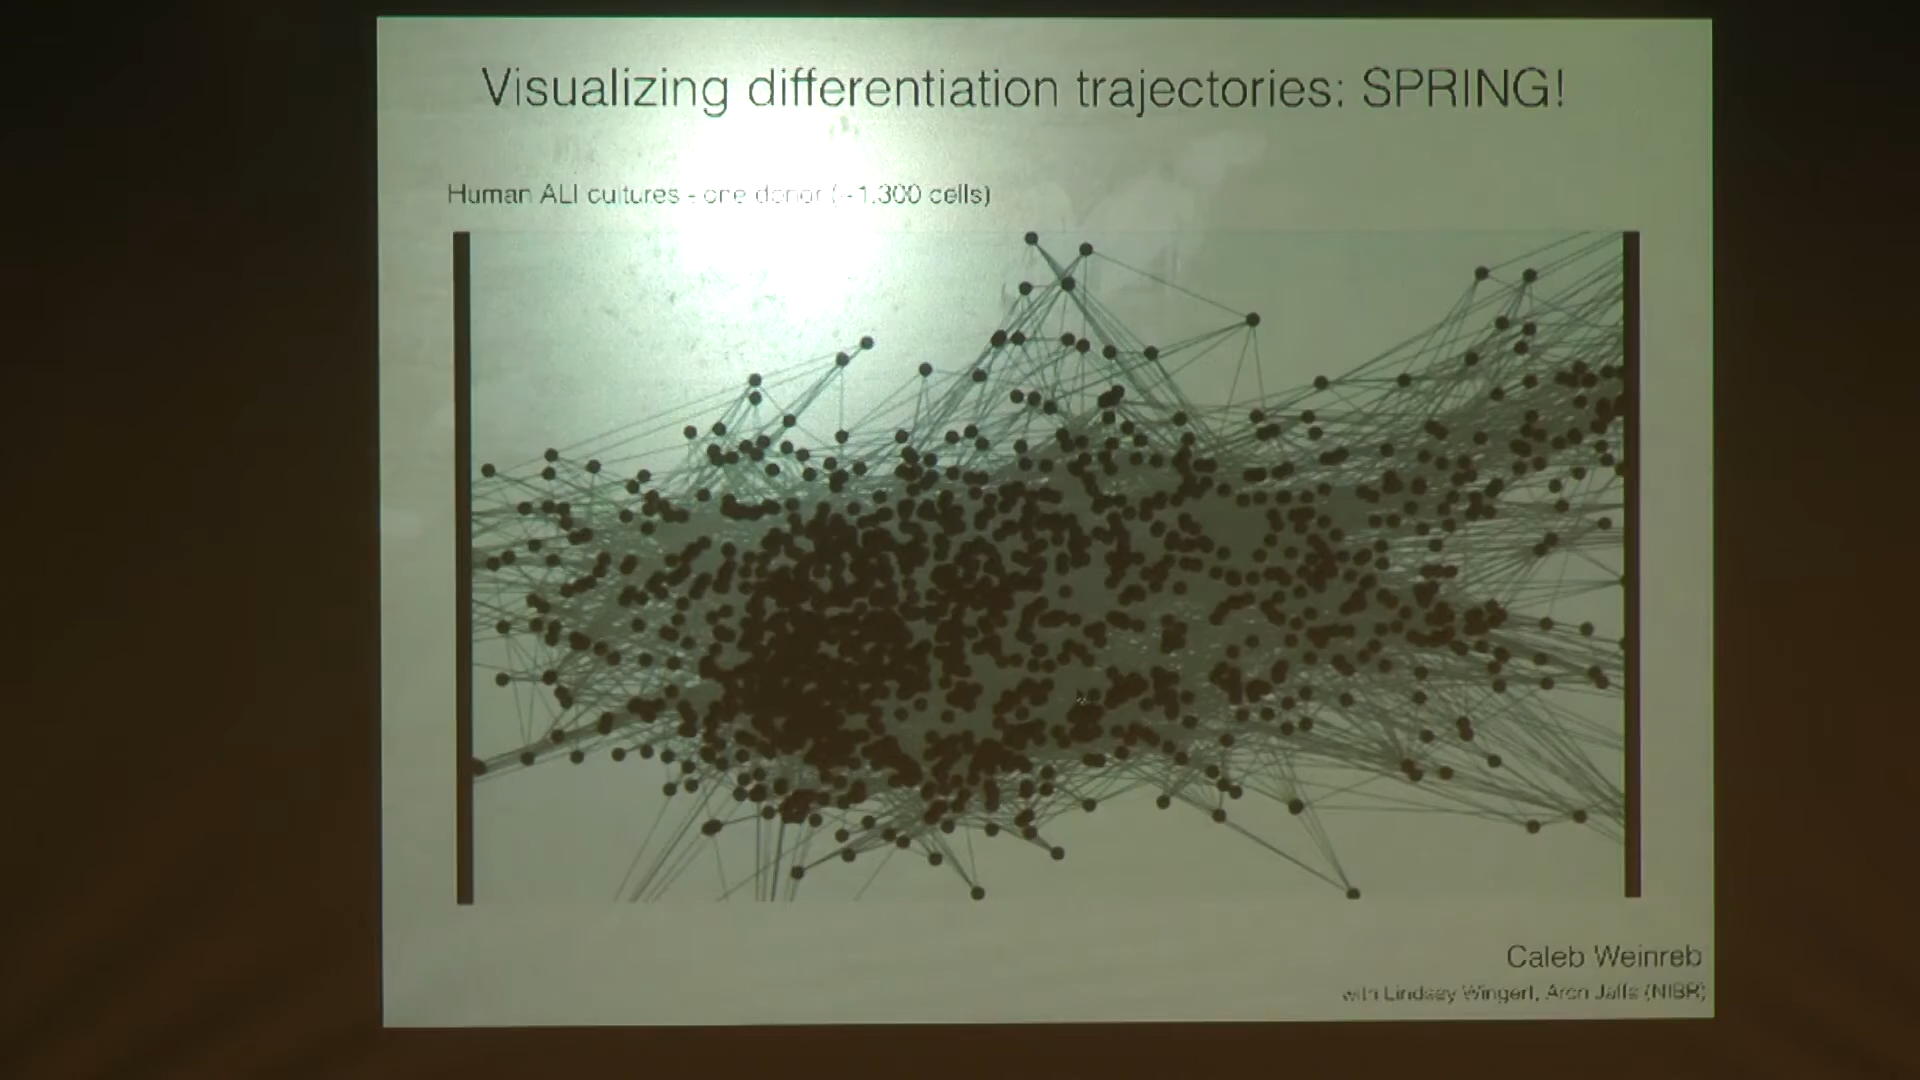 Visualizing differentiation trajectories: SPRING!
Human ALI cultures - one donor (~1,300 cells)
Caleb Weinreb
with Lindsey Wingert, Aron Jaffe (NIBR)